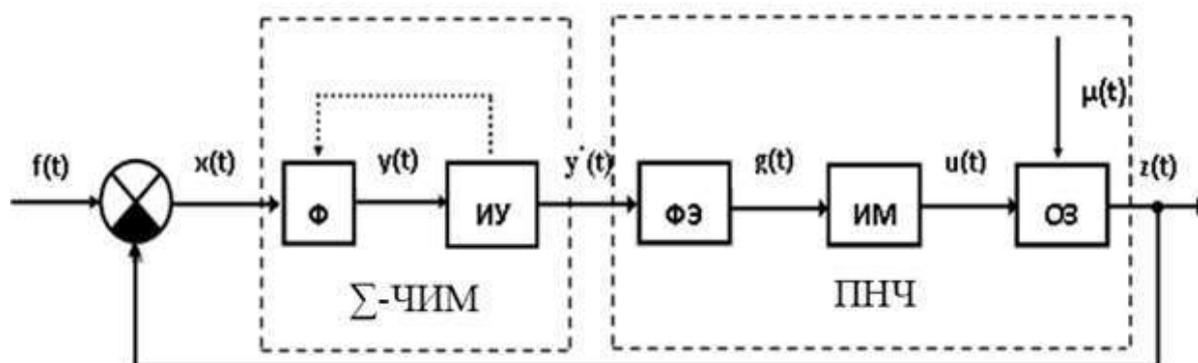 μ(t)
f(t) x(t) y(t) y*(t) g(t) u(t) z(t)
Ф ИУ ФЭ ИМ ОЗ
∑-ЧИМ ПНЧ